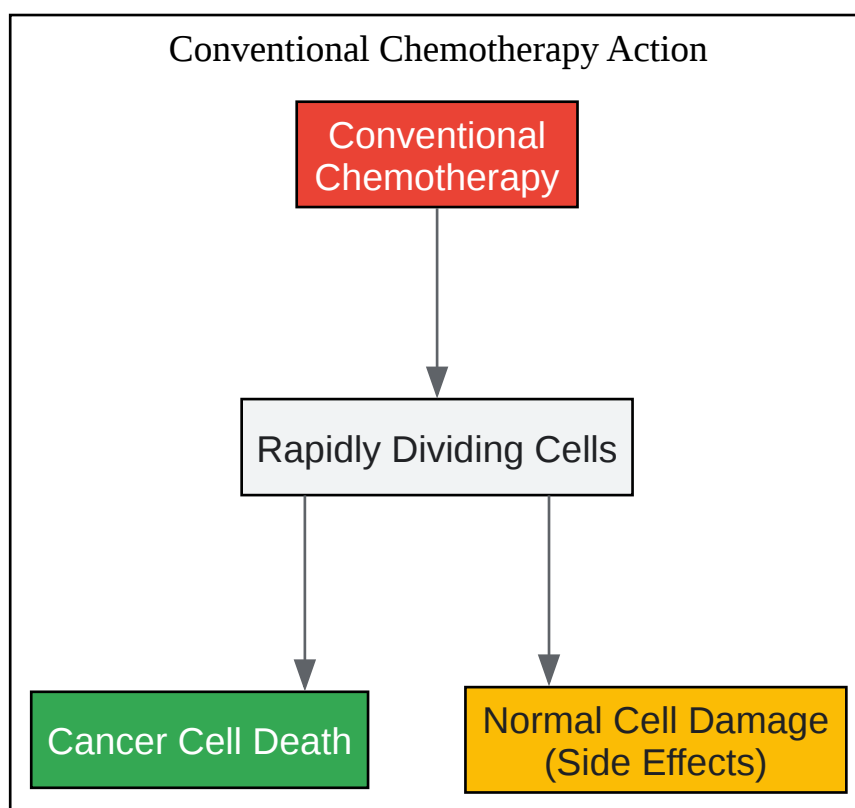 Conventional Chemotherapy Action
Conventional
Chemotherapy
Rapidly Dividing Cells
Cancer Cell Death
Normal Cell Damage
(Side Effects)